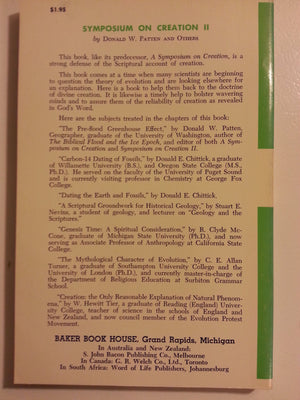 $1.95
SYMPOSIUM ON CREATION II
by DONALD W. PATTEN AND OTHERS
This book, like its predecessor, A Symposium on Creation, is a
strong defense of the Scriptural account of creation.
This book comes at a time when many scientists are beginning
to question the theory of evolution and are looking elsewhere for
an explanation. Here is a book to help them back to the doctrine
of divine creation. It is likewise a timely help to bolster wavering
minds and to assure them of the reliability of creation as revealed
in God's Word.
Here are the subjects treated in the chapters of this book:
"The Pre-flood Greenhouse Effect," by Donald W. Patten,
Geographer, graduate of the University of Washington, author of
The Biblical Flood and the Ice Epoch, and editor of both A Sym-
posium on Creation and Symposium on Creation II.
"Carbon-14 Dating of Fossils," by Donald E. Chittick, a graduate
of Willamette University (B.S.), and Oregon State College (M.S.,
Ph.D.). He served on the faculty of the University of Puget Sound
and is currently visiting professor in Chemistry at George Fox
College.
"Dating the Earth and Fossils," by Donald E. Chittick.
"A Scriptural Groundwork for Historical Geology," by Stuart E.
Nevins, a student of geology, and lecturer on "Geology and the
Scriptures."
"Genesis Time: A Spiritual Consideration," by R. Clyde Mc-
Cone, graduate of Michigan State University (Ph.D.), and now
serving as Associate Professor of Anthropology at California State
College.
"The Mythological Character of Evolution," by C. E. Allan
Turner, a graduate of Southampton University College and the
University of London (Ph.D.), and currently master-in-charge of
the Department of Religious Education at Surbiton Grammar
School.
"Creation: the Only Reasonable Explanation of Natural Phenom-
ena," by W. Hewitt Tier, a graduate of Reading (England) Univer-
sity College, teacher of science in the schools of England and
New Zealand, and now council member of the Evolution Protest
Movement.
BAKER BOOK HOUSE, Grand Rapids, Michigan
In Australia and New Zealand:
S. John Bacon Publishing Co., Melbourne
In Canada: G. R. Welch Co., Ltd., Toronto
In South Africa: Word of Life Publishers, Johannesburg